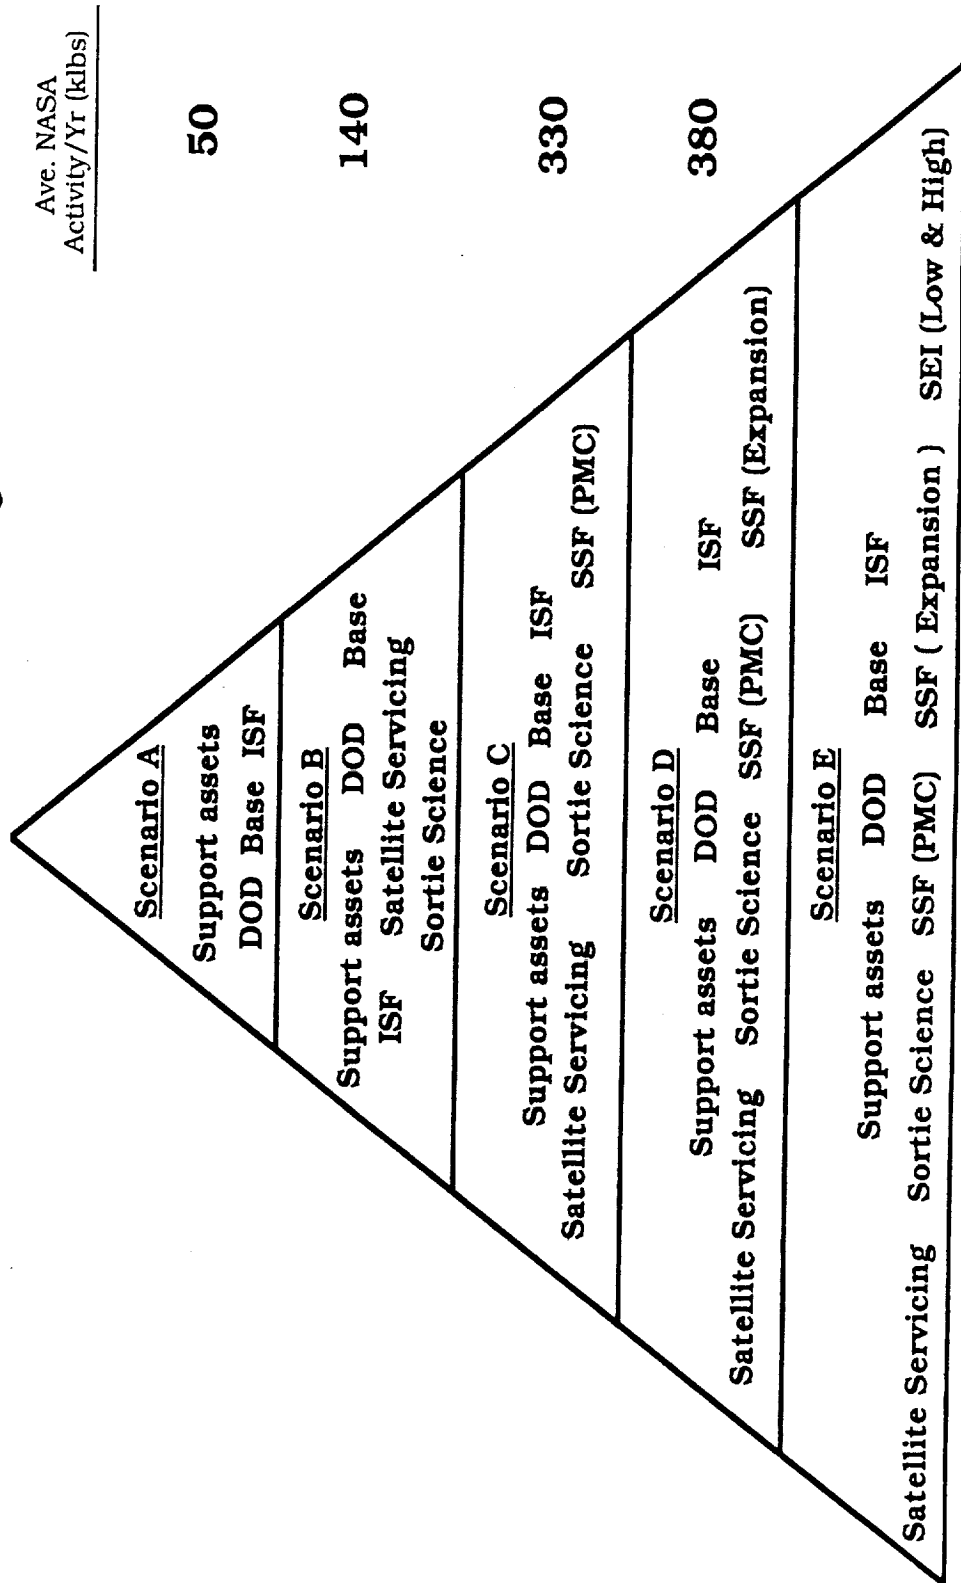 Ave. NASA
Activity/Yr (klbs)
Scenario A
50
Support assets
DOD Base ISF
Scenario B
140
Support assets DOD Base
ISF Satellite Servicing
Sortie Science
Scenario C
330
Support assets DOD Base ISF
Satellite Servicing Sortie Science SSF (PMC)
Scenario D
380
Support assets DOD Base ISF
Satellite Servicing Sortie Science SSF (PMC) SSF (Expansion)
Scenario E
Support assets DOD Base ISF
Satellite Servicing Sortie Science SSF (PMC) SSF ( Expansion ) SEI (Low & High)